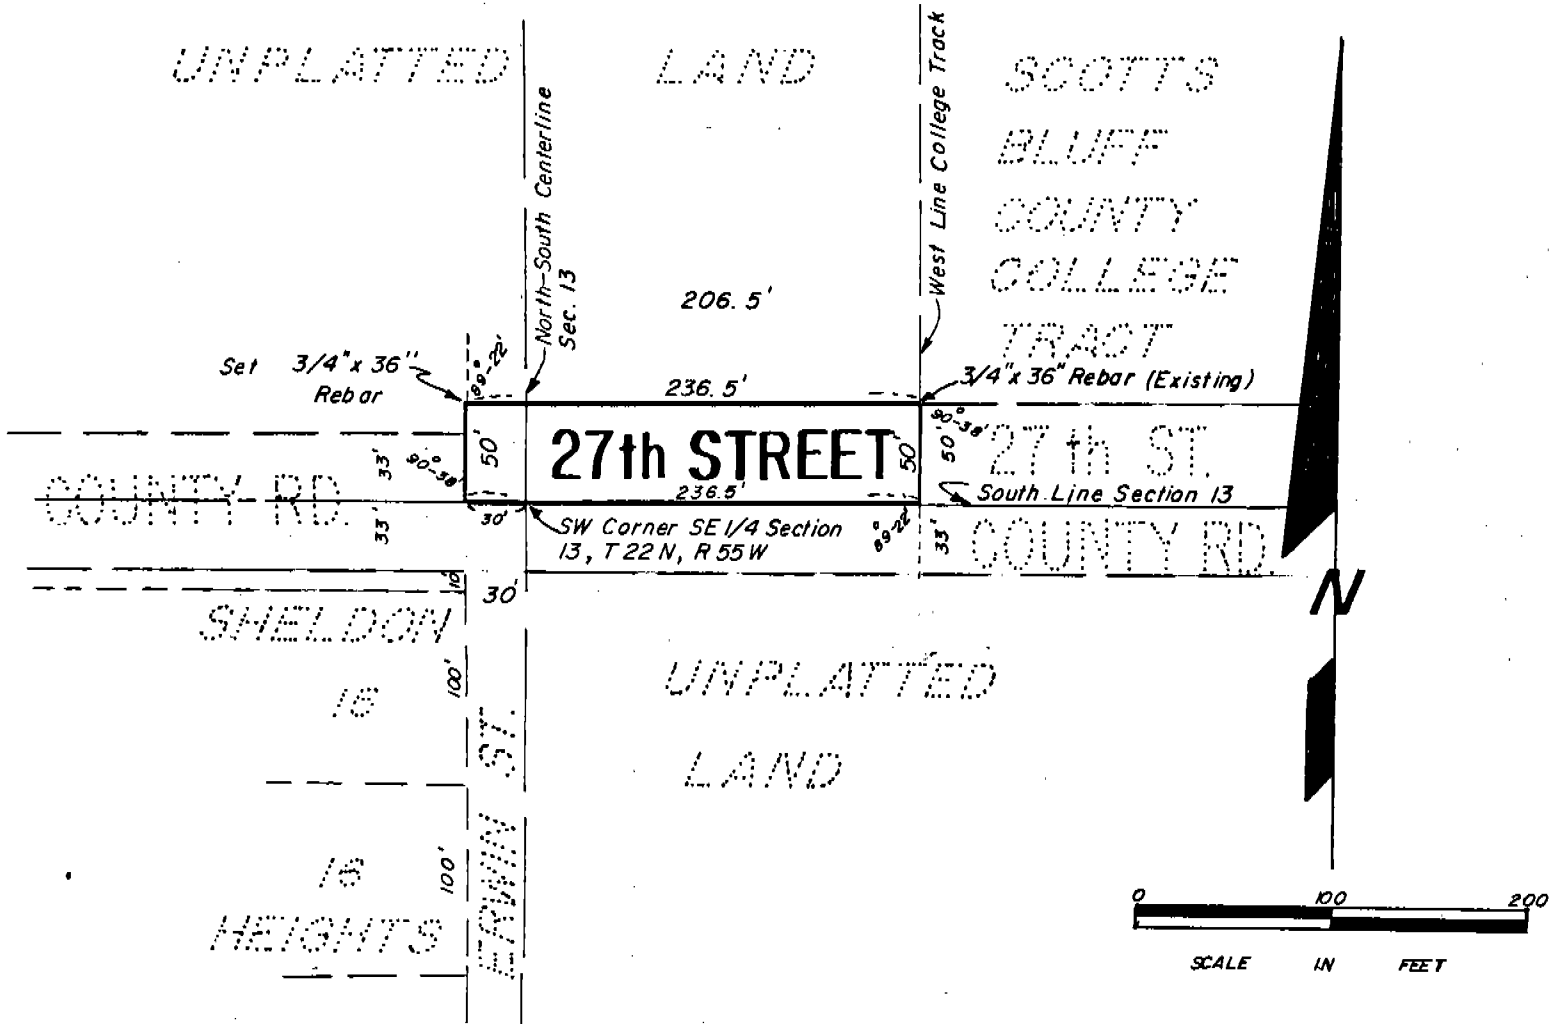 UNPLATTED LAND
SCOTTS
BLUFF
COUNTY
COLLEGE
TRACT
North-South Centerline
Sec. 13
West Line College Track
206.5'
Set 3/4" x 36"
Rebar
89°-22'
236.5'
3/4" x 36" Rebar (Existing)
33'
90°-38'
50'
27th STREET
50'
90°-38'
50'
27th ST.
COUNTY RD.
236.5'
South Line Section 13
33'
30'
SW Corner SE 1/4 Section
13, T 22 N, R 55 W
89°-22'
33'
COUNTY RD.
10'
30'
N
SHELDON
16
100'
UNPLATTED
LAND
ERWIN ST.
16
100'
HEIGHTS
0 100 200
SCALE IN FEET